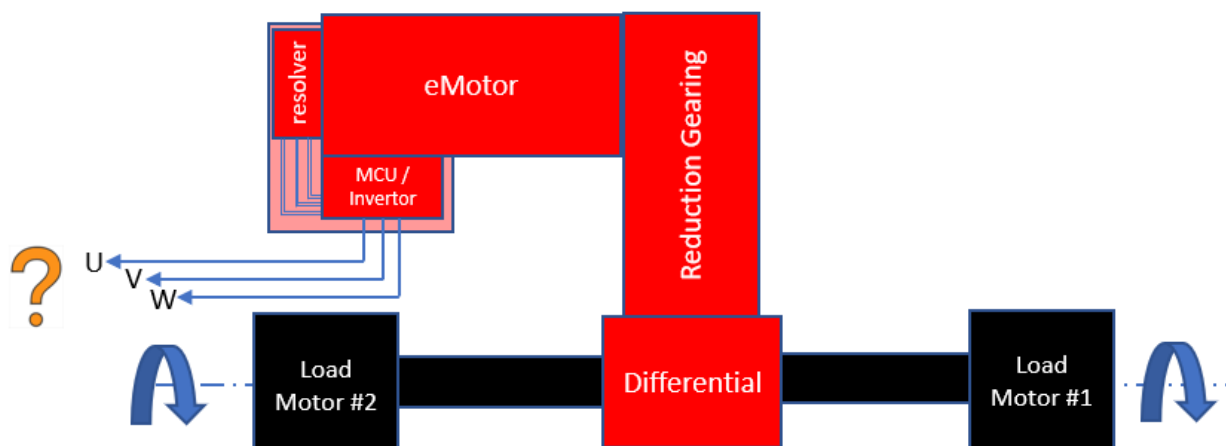 resolver
eMotor
Reduction Gearing
MCU /
Invertor
?
U
V
W
Load
Motor #2
Differential
Load
Motor #1